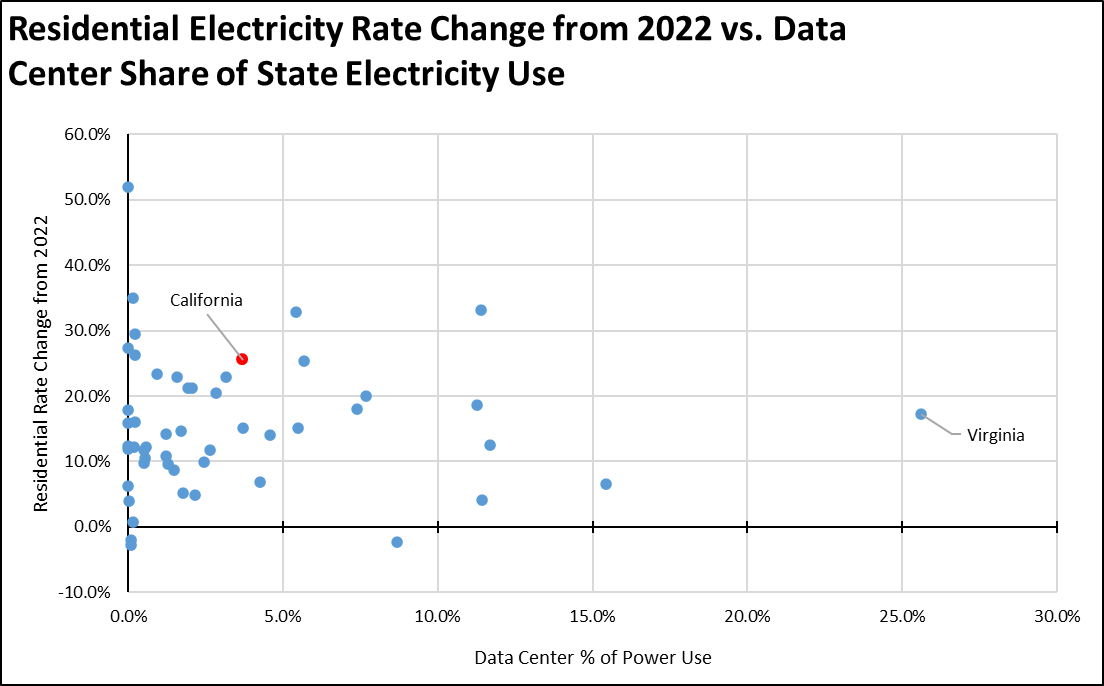 Residential Electricity Rate Change from 2022 vs. Data
Center Share of State Electricity Use
60.0%
50.0%
40.0%
30.0%
20.0%
10.0%
0.0%
-10.0%
Residential Rate Change from 2022
California
Virginia
0.0%
5.0%
10.0%
15.0%
20.0%
25.0%
30.0%
Data Center % of Power Use